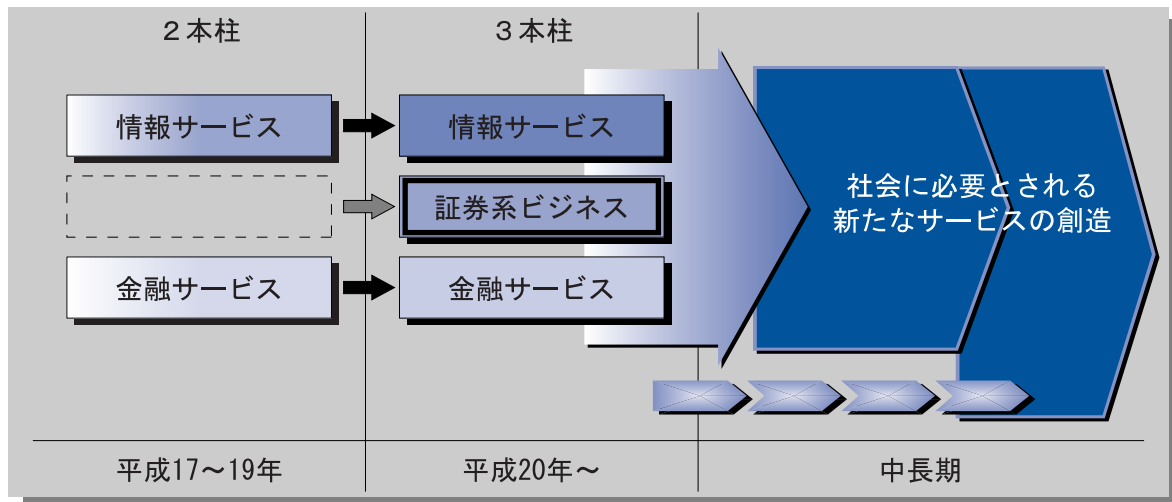 ２本柱
３本柱
情報サービス
情報サービス
証券系ビジネス
金融サービス
金融サービス
社会に必要とされる
新たなサービスの創造
平成17～19年
平成20年～
中長期